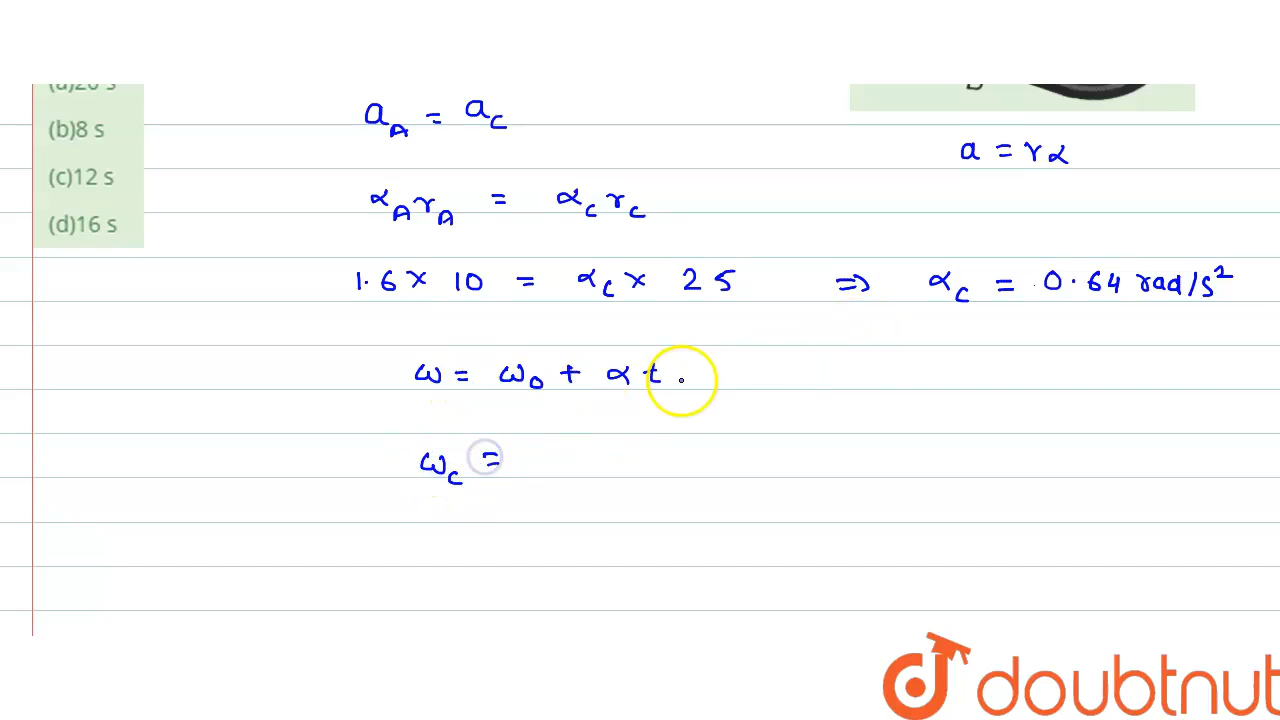 (b)8 s
(c)12 s
(d)16 s
a_A = a_C
a = rα
α_A r_A = α_C r_C
1.6 × 10 = α_C × 25 ⇒ α_C = 0.64 rad/s²
ω = ω_0 + αt
ω_C =
doubtnut